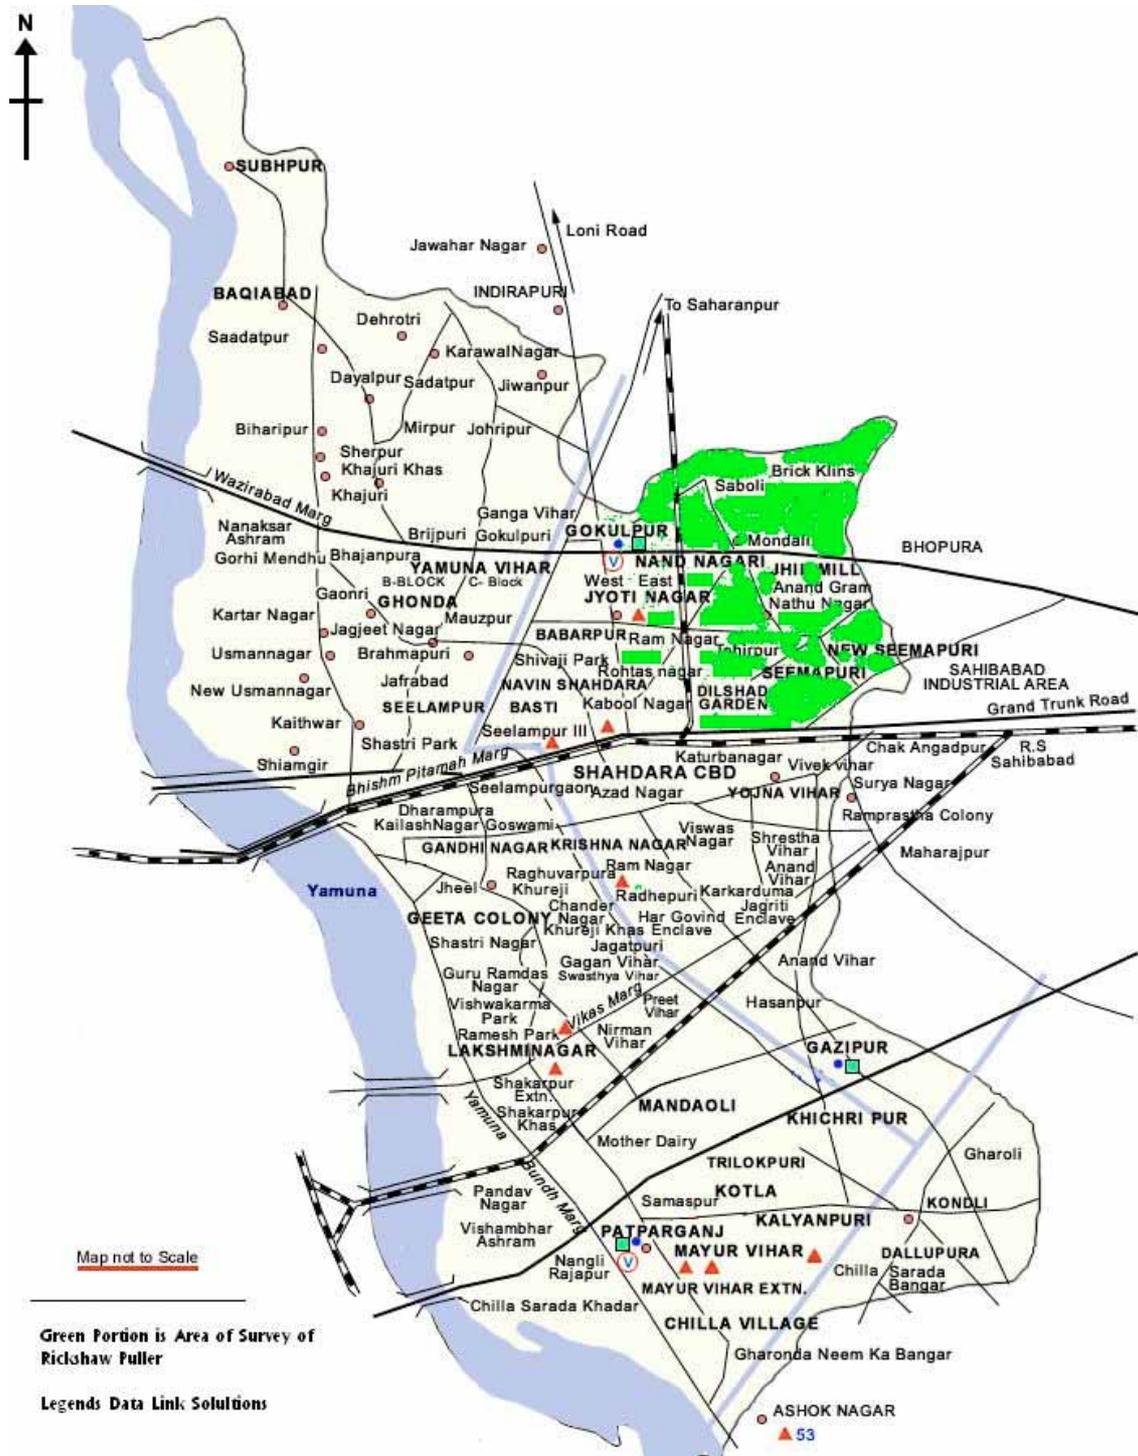 N
SUBHPUR
Loni Road
Jawahar Nagar
BAQIABAD
INDIRAPURI
To Saharanpur
Dehrotri
Saadatpur
KarawalNagar
Dayalpur
Sadatpur
Jiwanpur
Biharipur
Mirpur
Johripur
Sherpur
Khajuri Khas
Khajuri
Brick Klins
Saboli
Wazirabad Marg
Nanaksar
Ashram
Ganga Vihar
Brijpuri
Gokulpuri
GOKULPUR
Mondali
BHOPURA
Gorhi Mendhu
Bhajanpura
YAMUNA VIHAR
V
NAND NAGARI
B-BLOCK
C- Block
West
East
Anand Gram
Gaonri
GHONDA
JYOTI NAGAR
Nathu Nagar
Kartar Nagar
Mauzpur
Jagjeet Nagar
BABARPUR
Ram Nagar
Usmannagar
Brahmapuri
Shivaji Park
NEW SEEMAPURI
Rohtas nagar
SEEMAPURI
SAHIBABAD
INDUSTRIAL AREA
New Usmannagar
Jafrabad
NAVIN SHAHDARA
DILSHAD
GARDEN
SEELAMPUR
BASTI
Kabool Nagar
Grand Trunk Road
Kaithwar
Seelampur III
Shastri Park
Shiamgir
Bhishm Pitamah Marg
Katurbanagar
Chak Angadpur
R.S
Sahibabad
SHAHDARA CBD
Vivek vihar
Seelampurgaon
Azad Nagar
YOJNA VIHAR
Surya Nagar
Dharampura
Ramprastha Colony
KailashNagar
Goswami
Viswas
Nagar
Shrestha
Vihar
GANDHI NAGAR
KRISHNA NAGAR
Maharajpur
Anand
Vihar
Raghuvarpura
Ram Nagar
Yamuna
Jheel
Khureji
Radhepuri
Karkarduma
Chander
Nagar
Jagriti
Enclave
GEETA COLONY
Har Govind
Enclave
Khureji Khas
Shastri Nagar
Jagatpuri
Gagan Vihar
Anand Vihar
Guru Ramdas
Nagar
Swasthya Vihar
Vishwakarma
Park
Vikas Marg
Preet
Vihar
Hasanpur
Ramesh Park
Nirman
Vihar
LAKSHMINAGAR
GAZIPUR
Shakarpur
Extn.
Shakarpur
Khas
Yamuna
Bundh Marg
MANDAOLI
KHICHRI PUR
Mother Dairy
Gharoli
TRILOKPURI
Pandav
Nagar
Samaspur
KOTLA
KONDLI
Vishambhar
Ashram
PATPARGANJ
KALYANPURI
V
MAYUR VIHAR
DALLUPURA
Map not to Scale
Nangli
Rajapur
Chilla
Sarada
Bangar
MAYUR VIHAR EXTN.
Chilla Sarada Khadar
CHILLA VILLAGE
Green Portion is Area of Survey of
Rickshaw Puller
Gharonda Neem Ka Bangar
Legends Data Link Solultions
ASHOK NAGAR
53